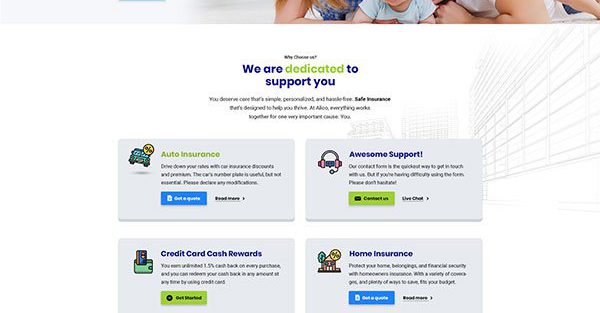 Why Choose us?
We are dedicated to
support you
You deserve care that's simple, personalized, and hassle-free. Safe Insurance
that's designed to help you thrive. At Alico, everything works
together for one very important cause. You.
Auto Insurance
Drive down your rates with car insurance discounts
and premium. The car's number plate is useful, but not
essential. Please declare any modifications.
Get a quote
Read more
Awesome Support!
Our contact form is the quickest way to get in touch
with us. But if you're having difficulty using the form.
Please don't hasitate!
Contact us
Live Chat
Credit Card Cash Rewards
You earn unlimited 1.5% cash back on every purchase,
and you can redeem your cash back in any amount at
any time by using credit card.
Get Started
Home Insurance
Protect your home, belongings, and financial security
with homeowners insurance. With a variety of covera-
ges, and plenty of ways to save, fits your budget.
Get a quote
Read more